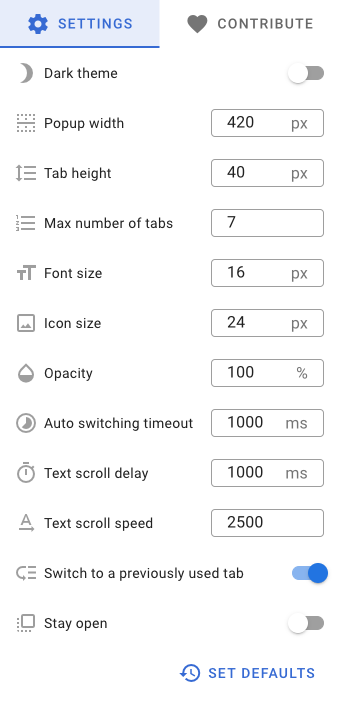 SETTINGS CONTRIBUTE
Dark theme
Popup width 420 px
Tab height 40 px
Max number of tabs 7
Font size 16 px
Icon size 24 px
Opacity 100 %
Auto switching timeout 1000 ms
Text scroll delay 1000 ms
Text scroll speed 2500
Switch to a previously used tab
Stay open
SET DEFAULTS